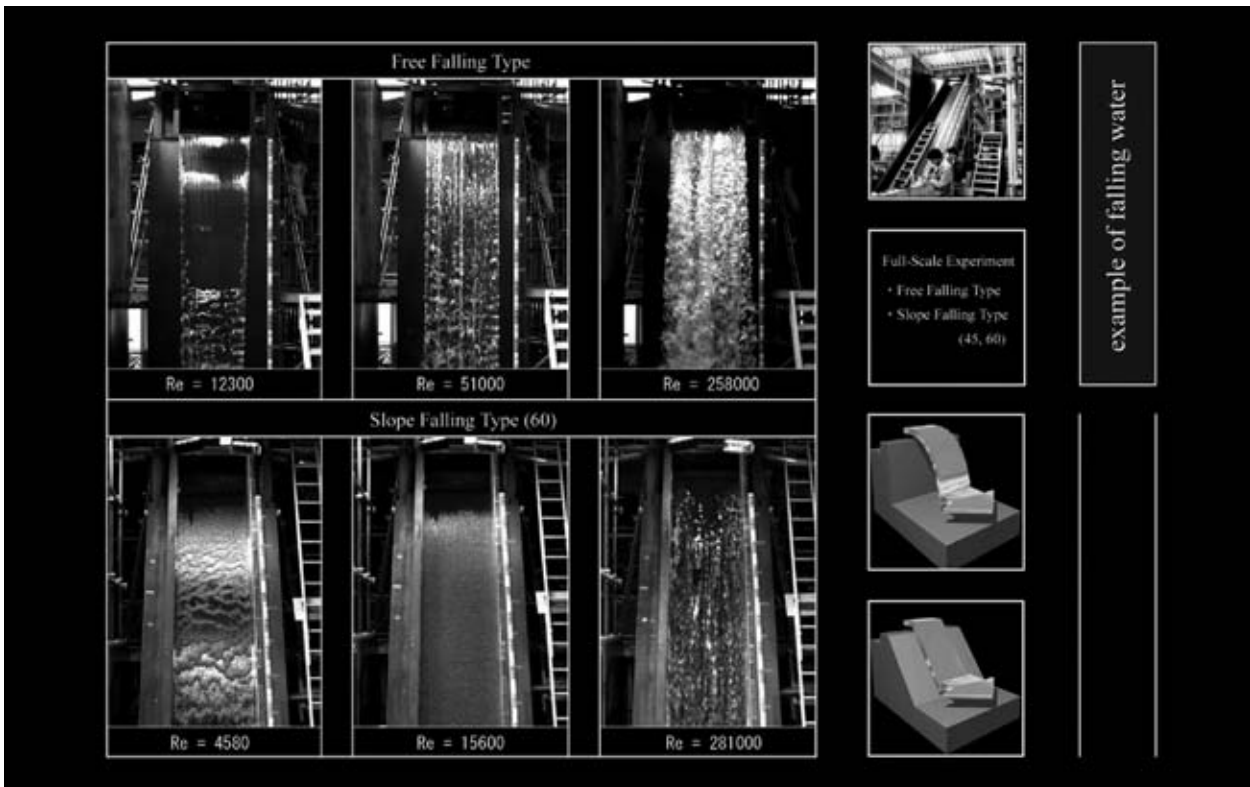 Free Falling Type
Re = 12300
Re = 51000
Re = 258000
Slope Falling Type (60)
Re = 4580
Re = 15600
Re = 281000
Full-Scale Experiment
・Free Falling Type
・Slope Falling Type
(45, 60)
example of falling water